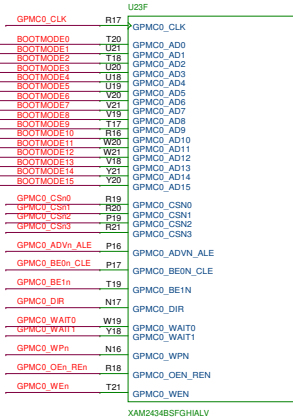 U23F
GPMC0_CLK R17 GPMC0_CLK
BOOTMODE0 T20 GPMC0_AD0
BOOTMODE1 U21 GPMC0_AD1
BOOTMODE2 T18 GPMC0_AD2
BOOTMODE3 U20 GPMC0_AD3
BOOTMODE4 U18 GPMC0_AD4
BOOTMODE5 U19 GPMC0_AD5
BOOTMODE6 V20 GPMC0_AD6
BOOTMODE7 V21 GPMC0_AD7
BOOTMODE8 V19 GPMC0_AD8
BOOTMODE9 T17 GPMC0_AD9
BOOTMODE10 R16 GPMC0_AD10
BOOTMODE11 W20 GPMC0_AD11
BOOTMODE12 W21 GPMC0_AD12
BOOTMODE13 V18 GPMC0_AD13
BOOTMODE14 Y21 GPMC0_AD14
BOOTMODE15 Y20 GPMC0_AD15
GPMC0_CSn0 R19 GPMC0_CSN0
GPMC0_CSn1 R20 GPMC0_CSN1
GPMC0_CSn2 P19 GPMC0_CSN2
GPMC0_CSn3 R21 GPMC0_CSN3
GPMC0_ADVn_ALE P16 GPMC0_ADVN_ALE
GPMC0_BE0n_CLE P17 GPMC0_BE0N_CLE
GPMC0_BE1n T19 GPMC0_BE1N
GPMC0_DIR N17 GPMC0_DIR
GPMC0_WAIT0 W19 GPMC0_WAIT0
GPMC0_WAIT1 Y18 GPMC0_WAIT1
GPMC0_WPn N16 GPMC0_WPN
GPMC0_OEn_REn R18 GPMC0_OEN_REN
GPMC0_WEn T21 GPMC0_WEN
XAM2434BSFGHIALV